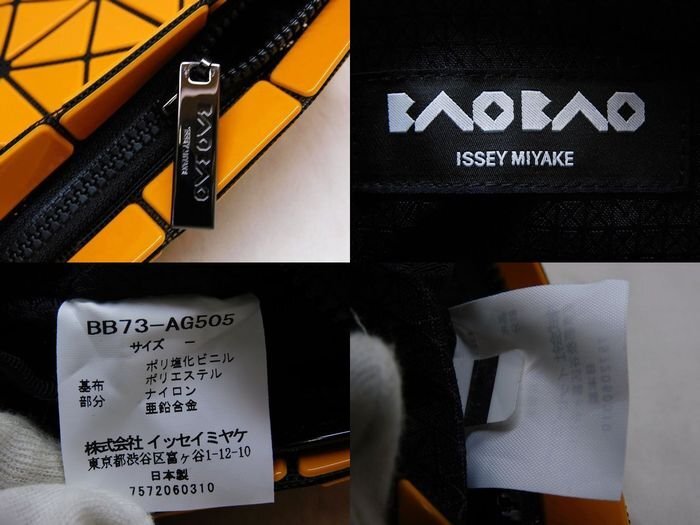 BAOBAO
ISSEY MIYAKE
BAOBAO
ISSEY MIYAKE
BB73-AG505
サイズ ー
基布
部分
ポリ塩化ビニル
ポリエステル
ナイロン
亜鉛合金
株式会社 イッセイミヤケ
東京都渋谷区富ヶ谷1-12-10
日本製
7572060310